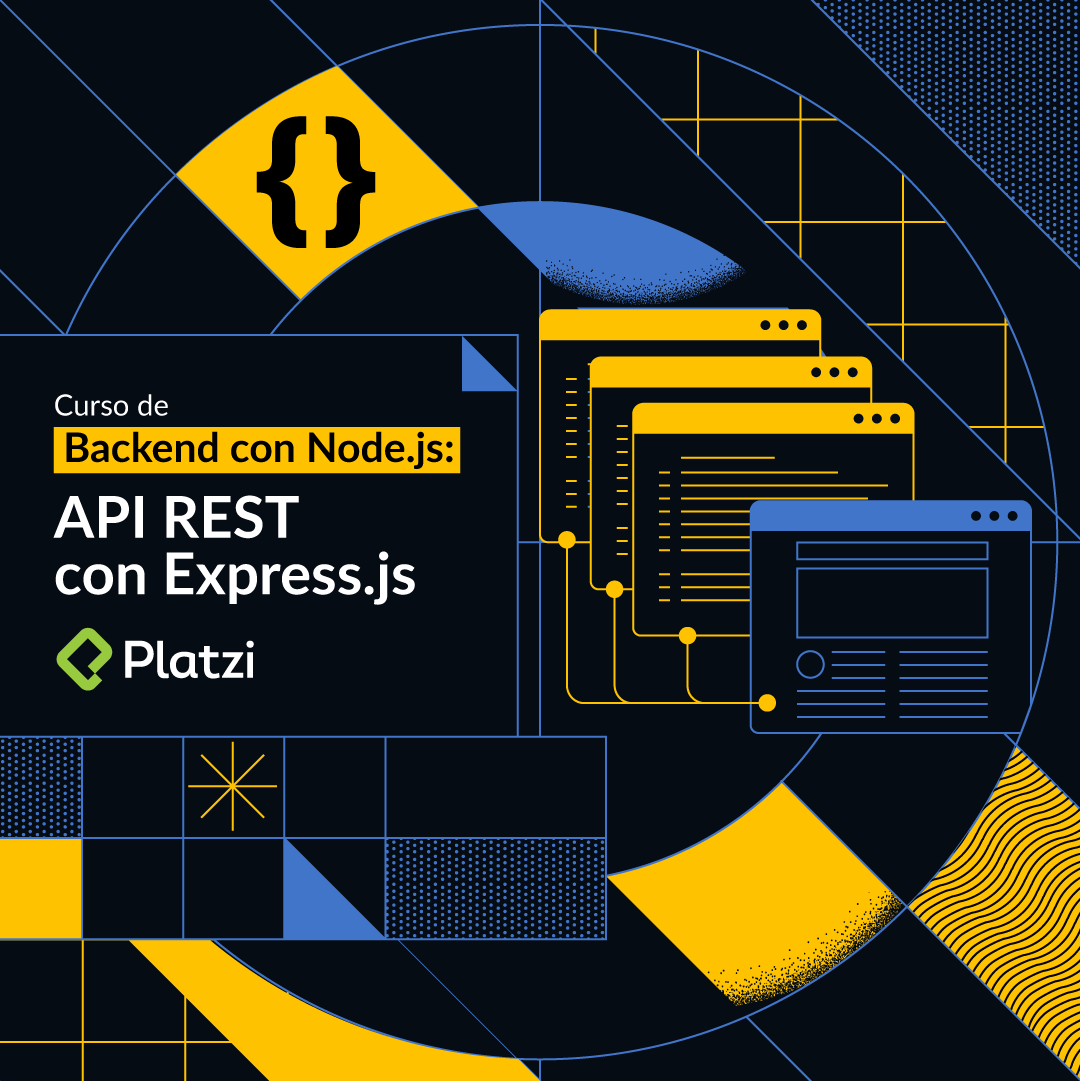 {}
Curso de
Backend con Node.js:
API REST
con Express.js
Platzi